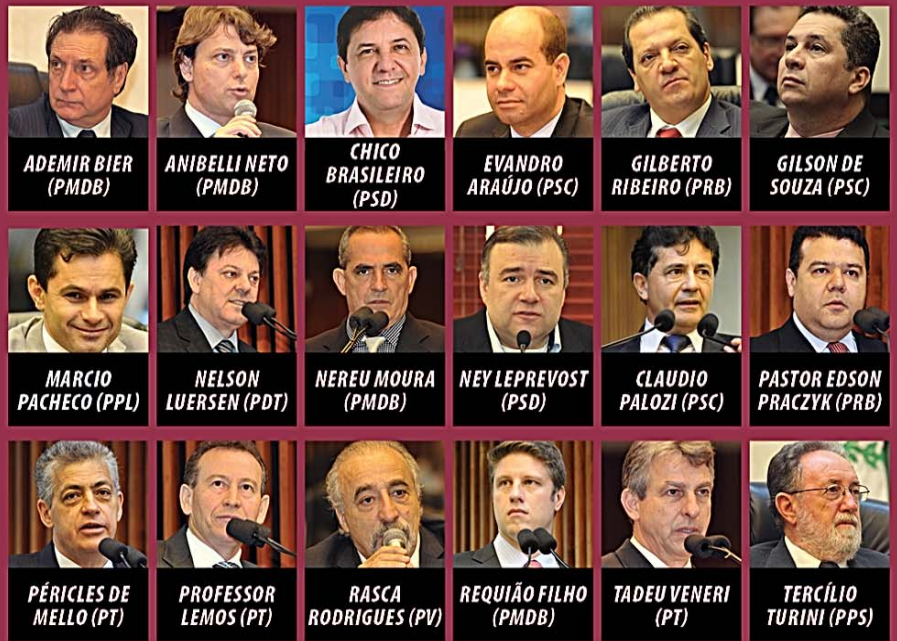 ADEMIR BIER
(PMDB)
ANIBELLI NETO
(PMDB)
CHICO
BRASILEIRO
(PSD)
EVANDRO
ARAÚJO (PSC)
GILBERTO
RIBEIRO (PRB)
GILSON DE
SOUZA (PSC)
MARCIO
PACHECO (PPL)
NELSON
LUERSEN (PDT)
NEREU MOURA
(PMDB)
NEY LEPREVOST
(PSD)
CLAUDIO
PALOZI (PSC)
PASTOR EDSON
PRACZYK (PRB)
PÉRICLES DE
MELLO (PT)
PROFESSOR
LEMOS (PT)
RASCA
RODRIGUES (PV)
REQUIÃO FILHO
(PMDB)
TADEU VENERI
(PT)
TERCÍLIO
TURINI (PPS)